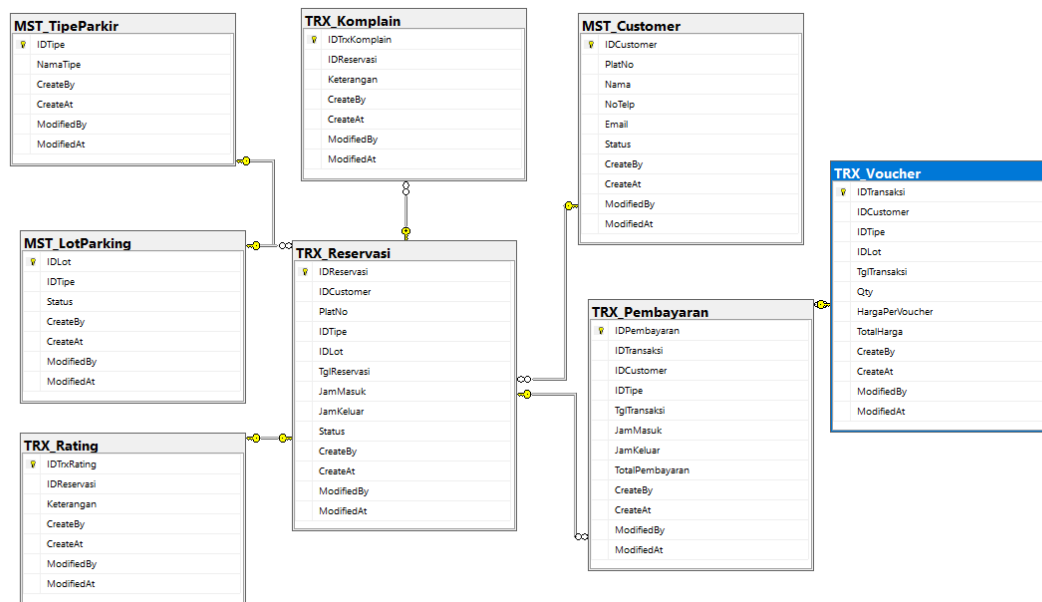 MST_TipeParkir
IDTipe
NamaTipe
CreateBy
CreateAt
ModifiedBy
ModifiedAt
TRX_Komplain
IDTrxKomplain
IDReservasi
Keterangan
CreateBy
CreateAt
ModifiedBy
ModifiedAt
MST_Customer
IDCustomer
PlatNo
Nama
NoTelp
Email
Status
CreateBy
CreateAt
ModifiedBy
ModifiedAt
TRX_Voucher
IDTransaksi
IDCustomer
IDTipe
IDLot
TglTransaksi
Qty
HargaPerVoucher
TotalHarga
CreateBy
CreateAt
ModifiedBy
ModifiedAt
MST_LotParking
IDLot
IDTipe
Status
CreateBy
CreateAt
ModifiedBy
ModifiedAt
TRX_Reservasi
IDReservasi
IDCustomer
PlatNo
IDTipe
IDLot
TglReservasi
JamMasuk
JamKeluar
Status
CreateBy
CreateAt
ModifiedBy
ModifiedAt
TRX_Pembayaran
IDPembayaran
IDTransaksi
IDCustomer
IDTipe
TglTransaksi
JamMasuk
JamKeluar
TotalPembayaran
CreateBy
CreateAt
ModifiedBy
ModifiedAt
TRX_Rating
IDTrxRating
IDReservasi
Keterangan
CreateBy
CreateAt
ModifiedBy
ModifiedAt